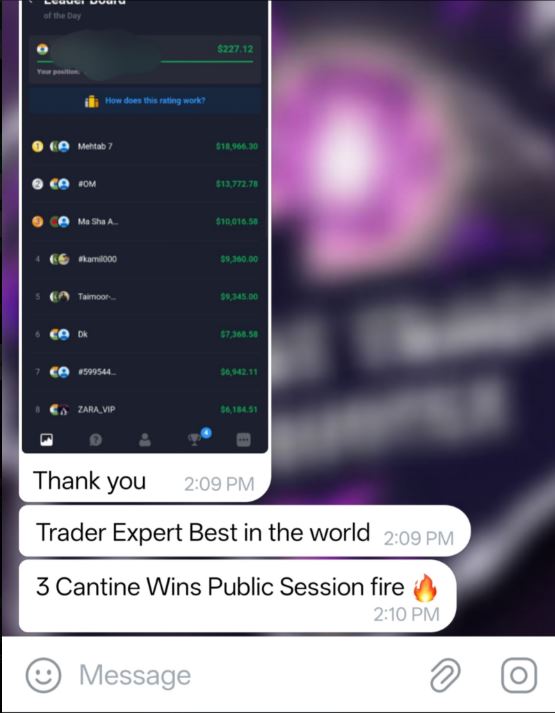 Leader Board
of the Day
$227.12
Your position:
How does this rating work?
1 Mehtab 7 $18,966.30
2 #OM $13,772.78
3 Ma Sha A... $10,016.58
4 #kamil000 $9,360.00
5 Taimoor-... $9,345.00
6 Dk $7,368.58
7 #599544... $6,942.11
8 ZARA_VIP $6,184.51
4
Thank you 2:09 PM
Trader Expert Best in the world 2:09 PM
3 Cantine Wins Public Session fire 🔥
2:10 PM
Message